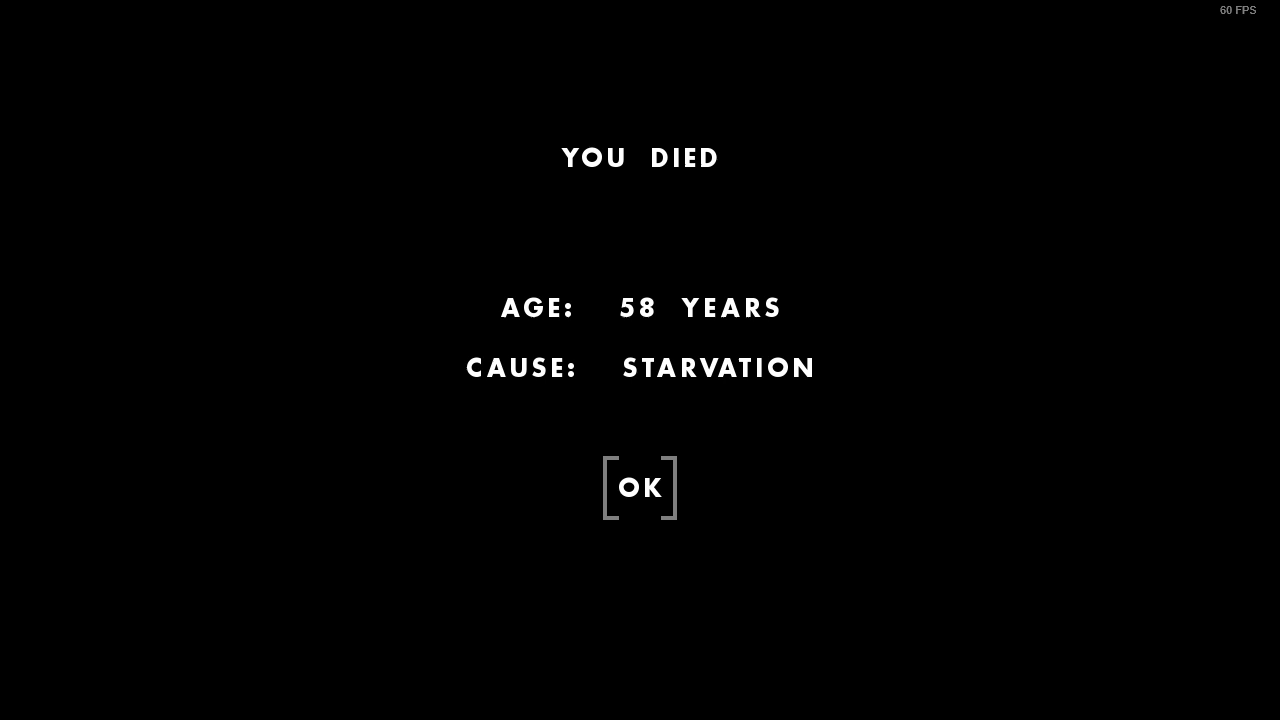 60 FPS
YOU DIED
AGE: 58 YEARS
CAUSE: STARVATION
OK